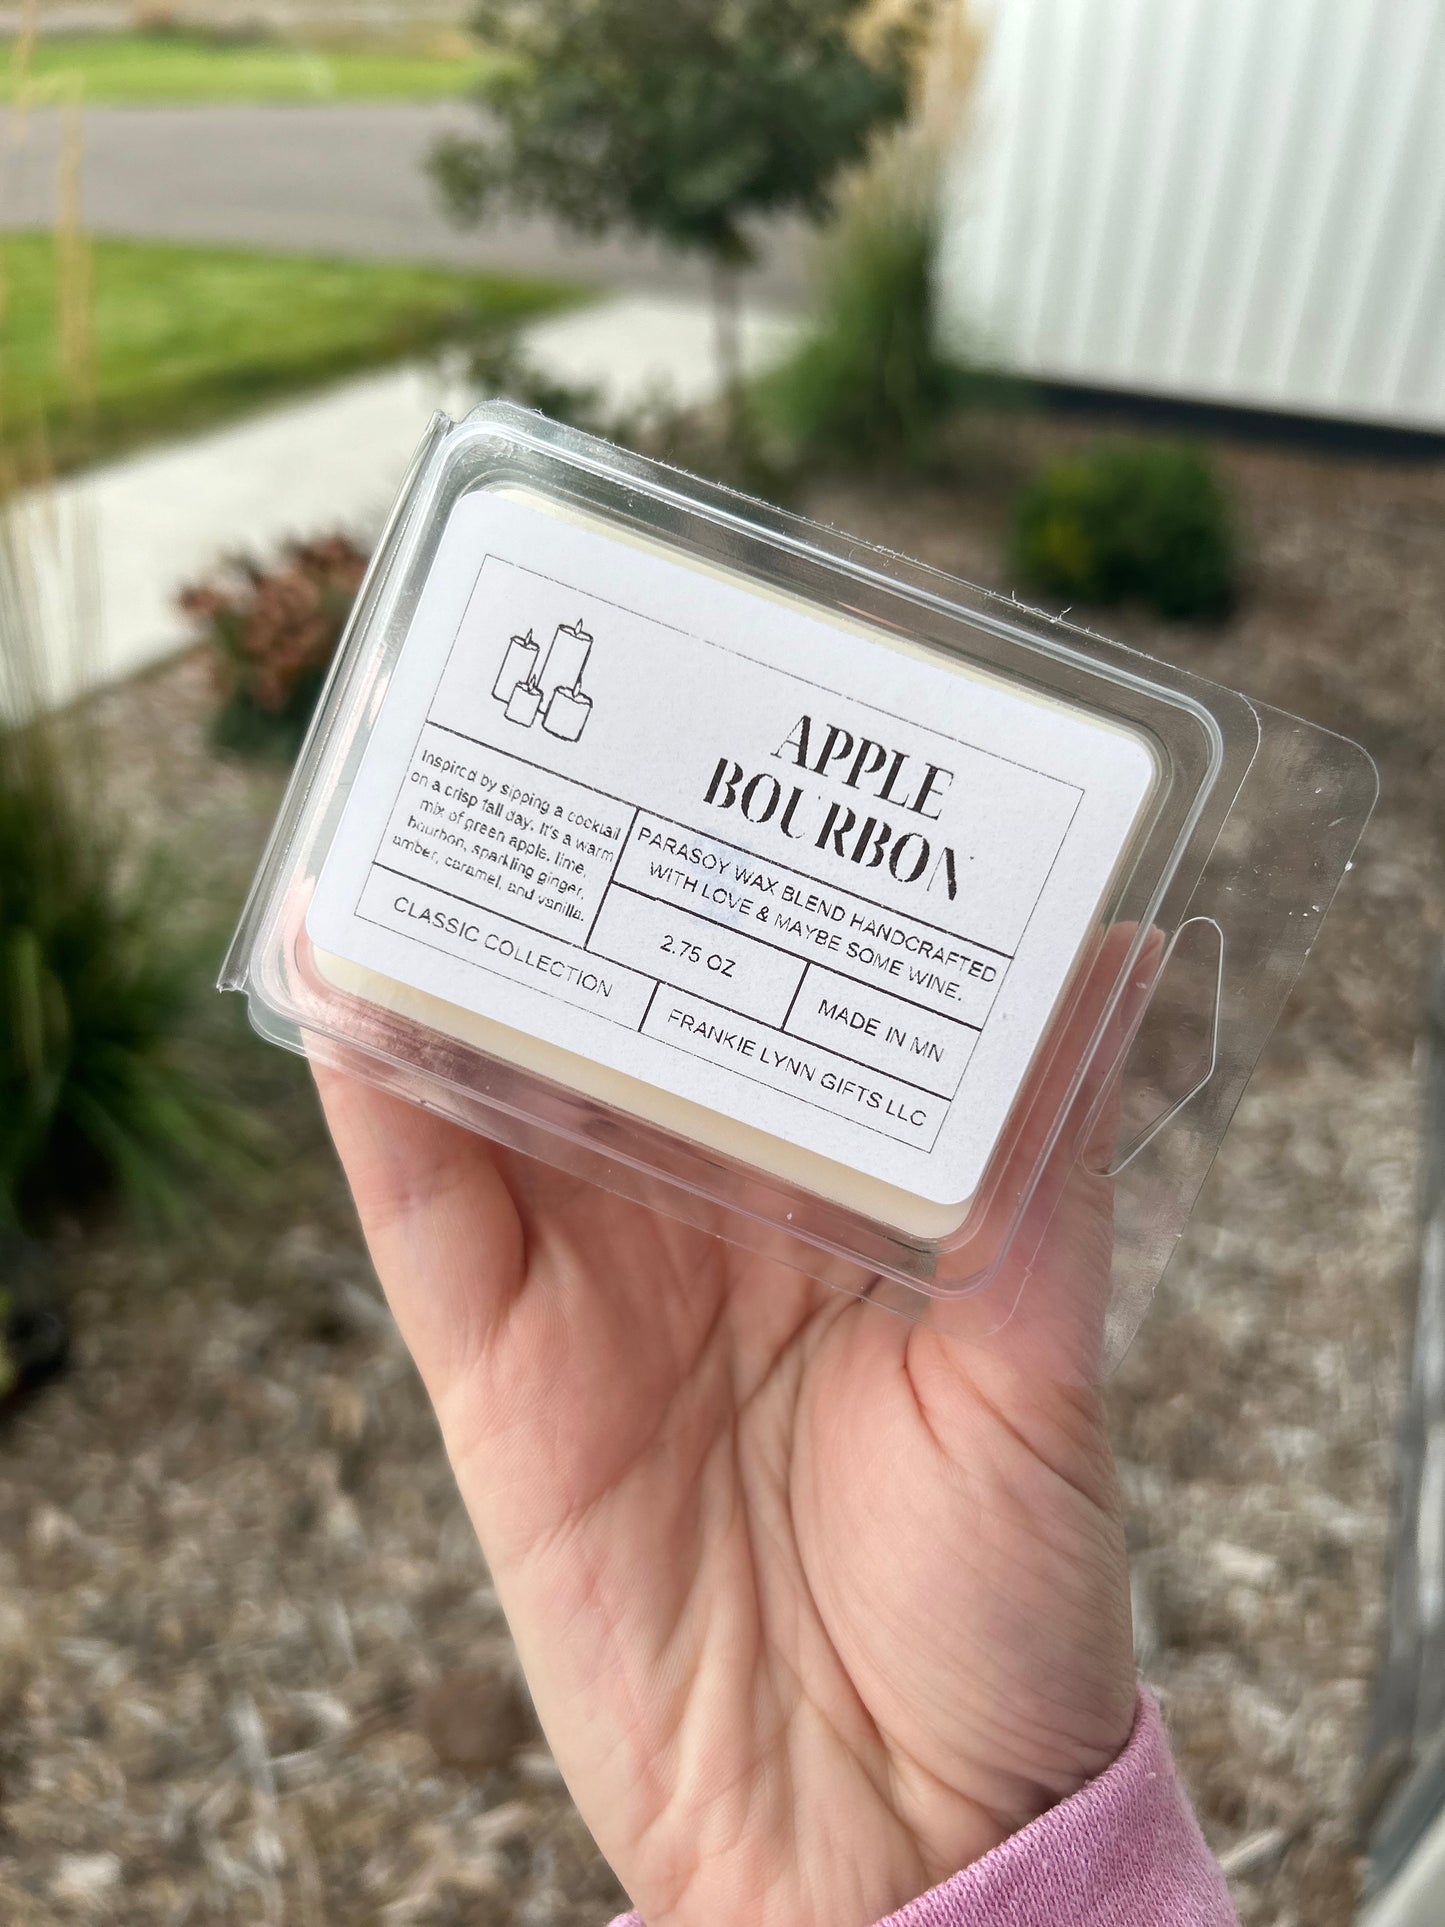 APPLE
BOURBON
Inspired by sipping a cocktail
on a crisp fall day. It's a warm
mix of green apple, lime,
bourbon, sparkling ginger,
amber, caramel, and vanilla.
PARASOY WAX BLEND HANDCRAFTED
WITH LOVE & MAYBE SOME WINE.
2.75 OZ
MADE IN MN
CLASSIC COLLECTION
FRANKIE LYNN GIFTS LLC